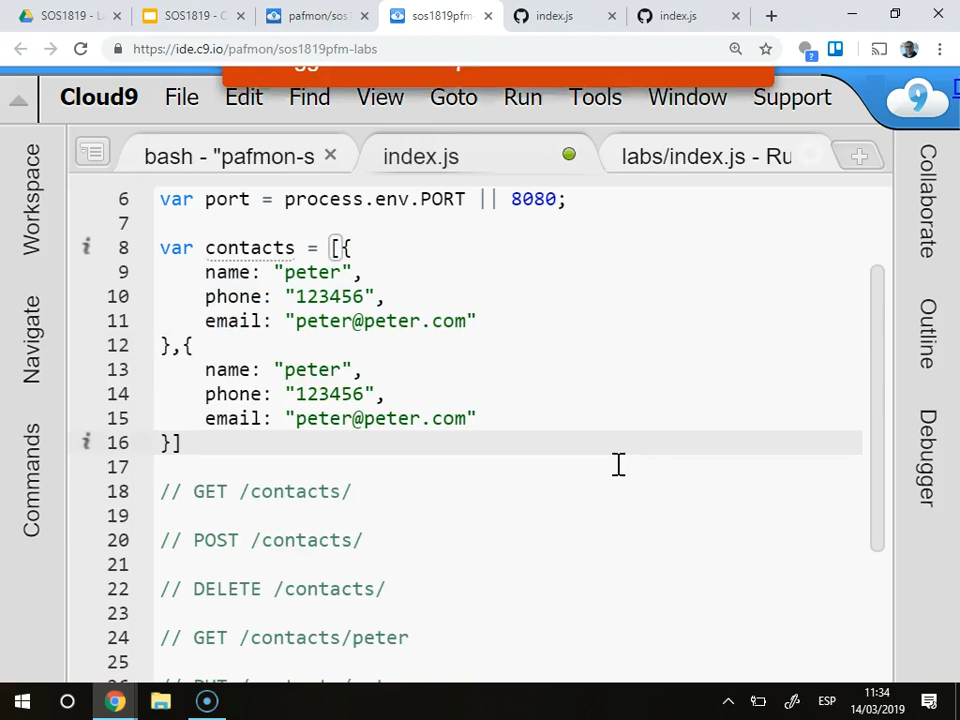 SOS1819 - L
SOS1819 - C
pafmon/sos
sos1819pfm-
index.js
index.js
https://ide.c9.io/pafmon/sos1819pfm-labs
Cloud9 File Edit Find View Goto Run Tools Window Support
bash - "pafmon-s
index.js
labs/index.js - Ru
Workspace
Navigate
Commands
6 var port = process.env.PORT || 8080;
7
8 var contacts = [{
9 name: "peter",
10 phone: "123456",
11 email: "peter@peter.com"
12 },{
13 name: "peter",
14 phone: "123456",
15 email: "peter@peter.com"
16 }]
17
18 // GET /contacts/
19
20 // POST /contacts/
21
22 // DELETE /contacts/
23
24 // GET /contacts/peter
25
Collaborate
Outline
Debugger
ESP
11:34
14/03/2019